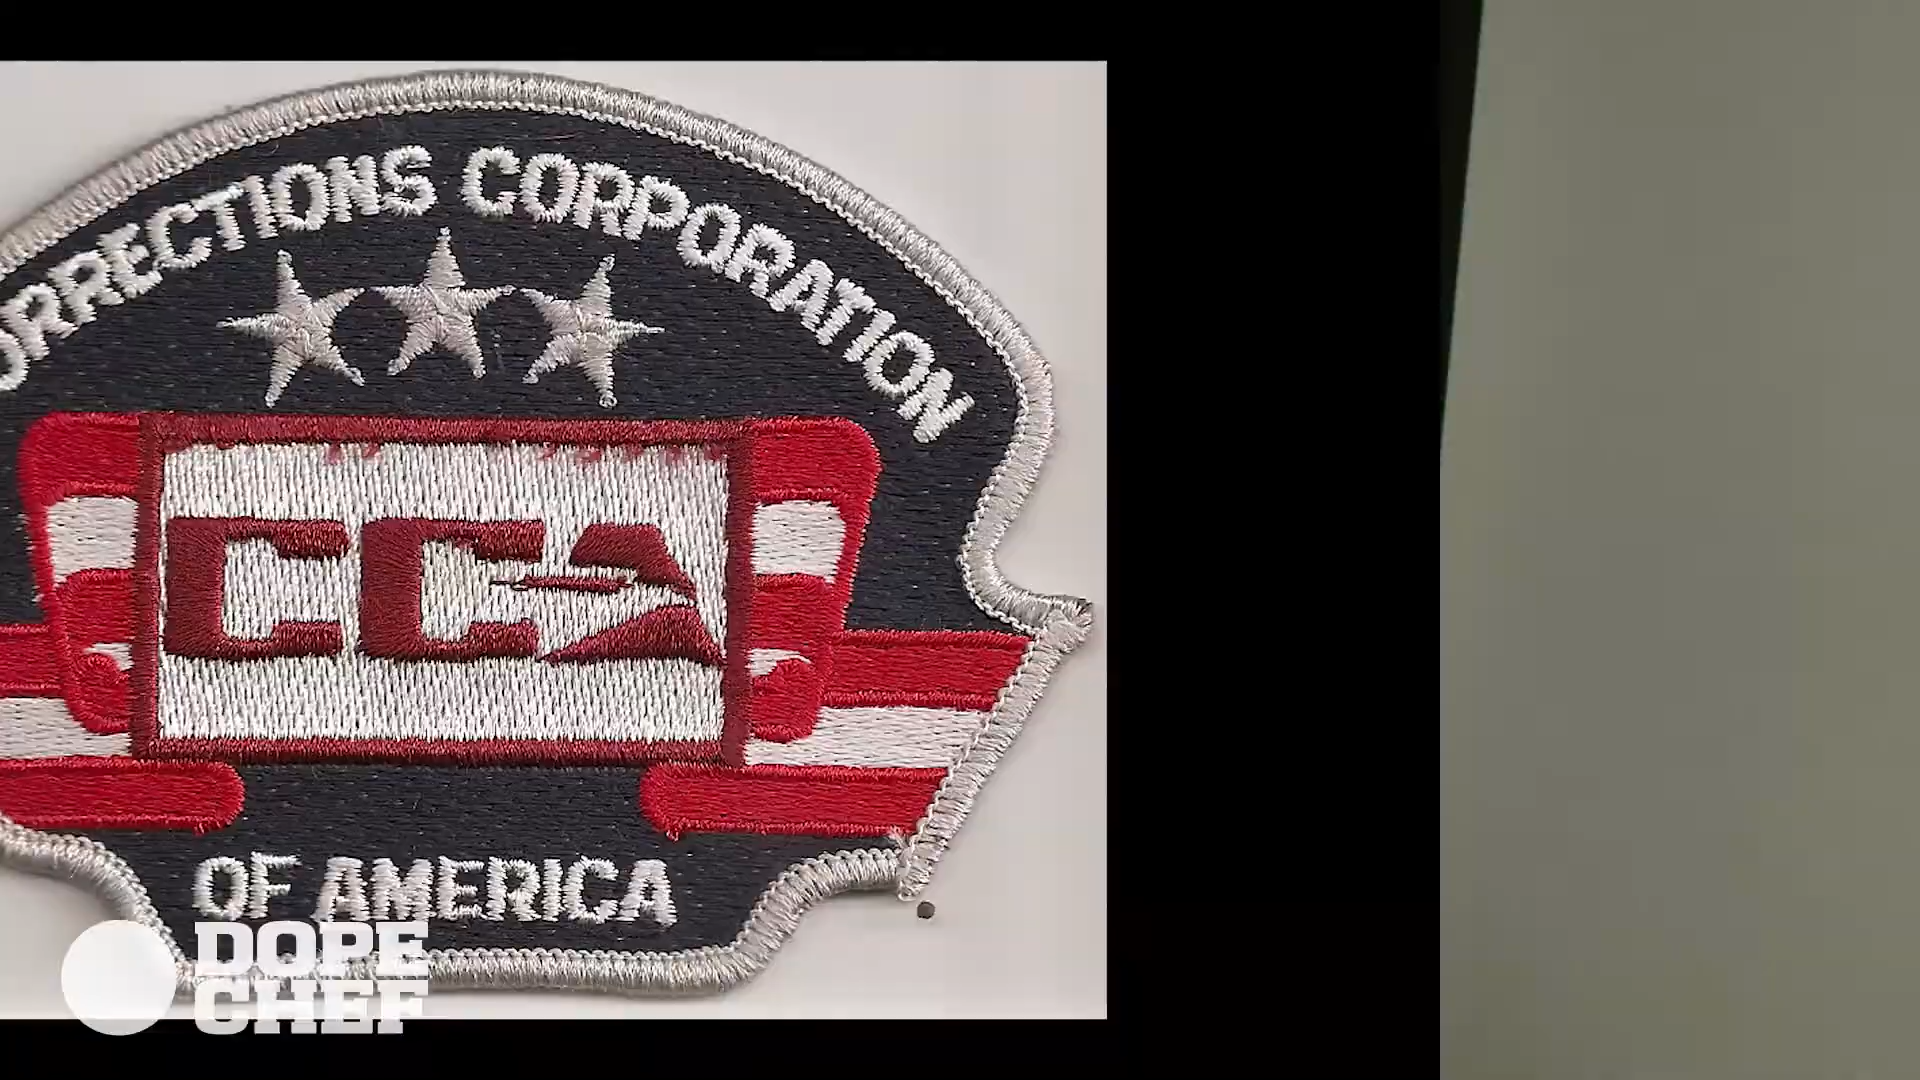 ORRECTIONS CORPORATION
CCA
OF AMERICA
DOPE
CHEF